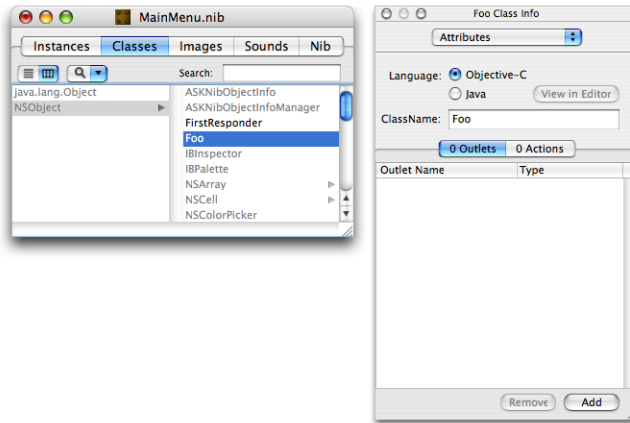 MainMenu.nib
Instances Classes Images Sounds Nib
Search:
java.lang.Object
NSObject
ASKNibObjectInfo
ASKNibObjectInfoManager
FirstResponder
Foo
IBInspector
IBPalette
NSArray
NSCell
NSColorPicker
Foo Class Info
Attributes
Language: Objective-C
Java View in Editor
ClassName: Foo
0 Outlets 0 Actions
Outlet Name Type
Remove Add